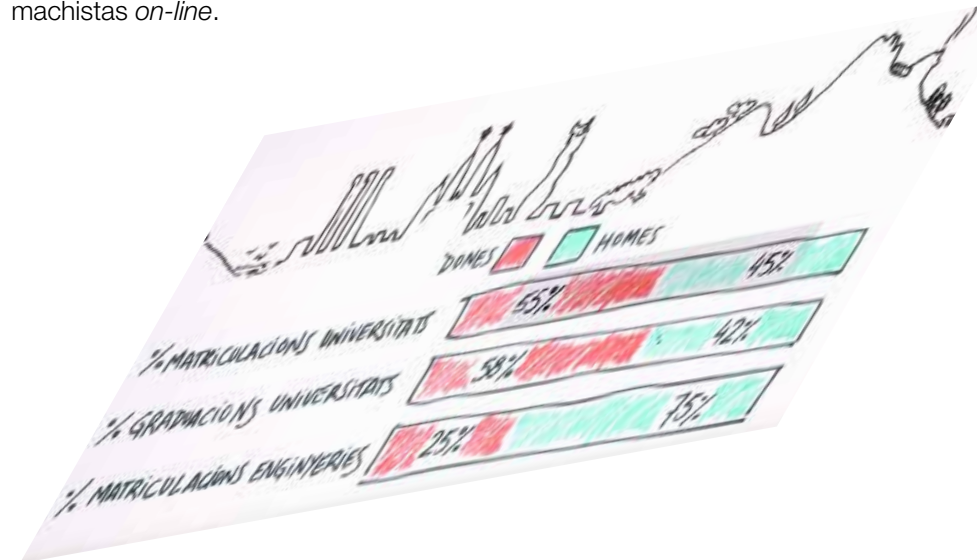 machistas on-line.
DONES HOMES
% MATRICULACIONS UNIVERSITATS 55% 45%
% GRADUACIONS UNIVERSITATS 58% 42%
% MATRICULACIONS ENGINYERIES 25% 75%